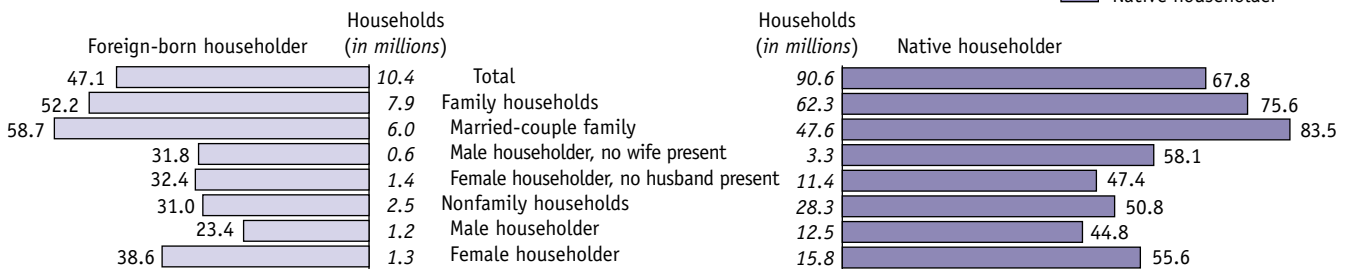 Native householder
Households Households
Foreign-born householder (in millions) (in millions) Native householder
47.1 10.4 Total 90.6 67.8
52.2 7.9 Family households 62.3 75.6
58.7 6.0 Married-couple family 47.6 83.5
31.8 0.6 Male householder, no wife present 3.3 58.1
32.4 1.4 Female householder, no husband present 11.4 47.4
31.0 2.5 Nonfamily households 28.3 50.8
23.4 1.2 Male householder 12.5 44.8
38.6 1.3 Female householder 15.8 55.6